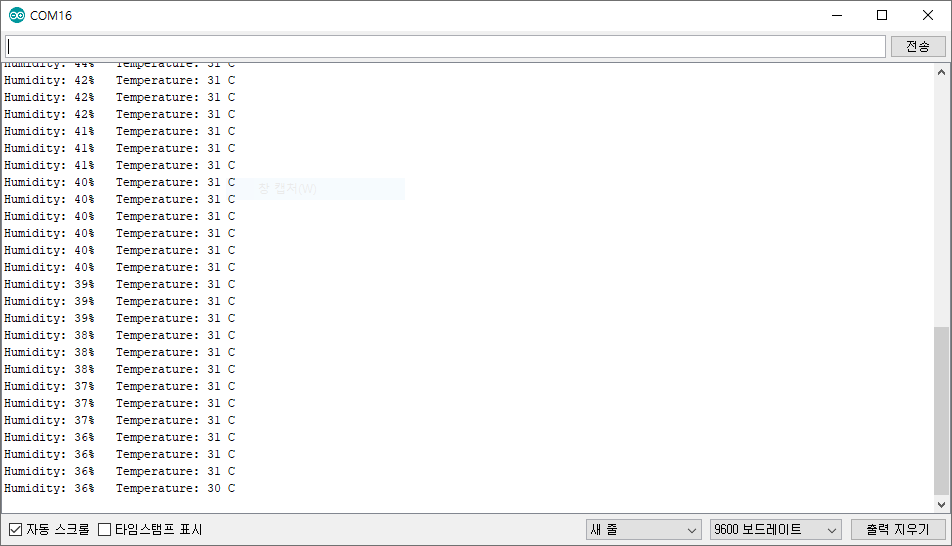 COM16
전송
Humidity: 44%   Temperature: 31 C
Humidity: 42%   Temperature: 31 C
Humidity: 42%   Temperature: 31 C
Humidity: 42%   Temperature: 31 C
Humidity: 41%   Temperature: 31 C
Humidity: 41%   Temperature: 31 C
Humidity: 41%   Temperature: 31 C
Humidity: 40%   Temperature: 31 C
창 캡처(W)
Humidity: 40%   Temperature: 31 C
Humidity: 40%   Temperature: 31 C
Humidity: 40%   Temperature: 31 C
Humidity: 40%   Temperature: 31 C
Humidity: 40%   Temperature: 31 C
Humidity: 39%   Temperature: 31 C
Humidity: 39%   Temperature: 31 C
Humidity: 39%   Temperature: 31 C
Humidity: 38%   Temperature: 31 C
Humidity: 38%   Temperature: 31 C
Humidity: 38%   Temperature: 31 C
Humidity: 37%   Temperature: 31 C
Humidity: 37%   Temperature: 31 C
Humidity: 37%   Temperature: 31 C
Humidity: 36%   Temperature: 31 C
Humidity: 36%   Temperature: 31 C
Humidity: 36%   Temperature: 31 C
Humidity: 36%   Temperature: 30 C
자동 스크롤 타임스탬프 표시 새 줄 9600 보드레이트 출력 지우기